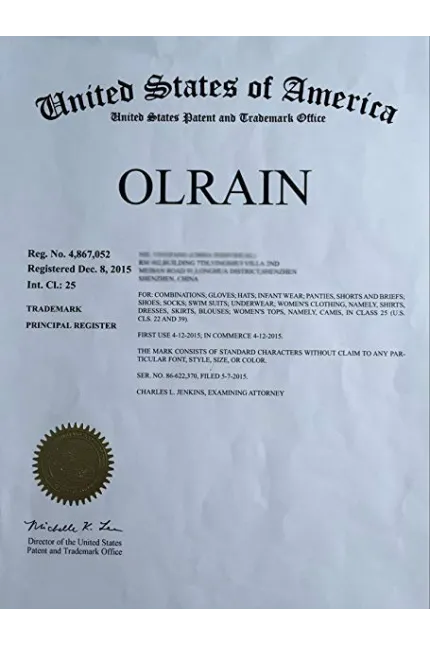 United States of America
United States Patent and Trademark Office
OLRAIN
Reg. No. 4,867,052
Registered Dec. 8, 2015
Int. Cl.: 25
TRADEMARK
PRINCIPAL REGISTER
SHENZHEN, CHINA
FOR: COMBINATIONS; GLOVES; HATS; INFANT WEAR; PANTIES, SHORTS AND BRIEFS;
SHOES; SOCKS; SWIM SUITS; UNDERWEAR; WOMEN'S CLOTHING, NAMELY, SHIRTS,
DRESSES, SKIRTS, BLOUSES; WOMEN'S TOPS, NAMELY, CAMIS, IN CLASS 25 (U.S.
CLS. 22 AND 39).
FIRST USE 4-12-2015; IN COMMERCE 4-12-2015.
THE MARK CONSISTS OF STANDARD CHARACTERS WITHOUT CLAIM TO ANY PAR-
TICULAR FONT, STYLE, SIZE, OR COLOR.
SER. NO. 86-622,370, FILED 5-7-2015.
CHARLES L. JENKINS, EXAMINING ATTORNEY
Michelle K. Lee
Director of the United States
Patent and Trademark Office